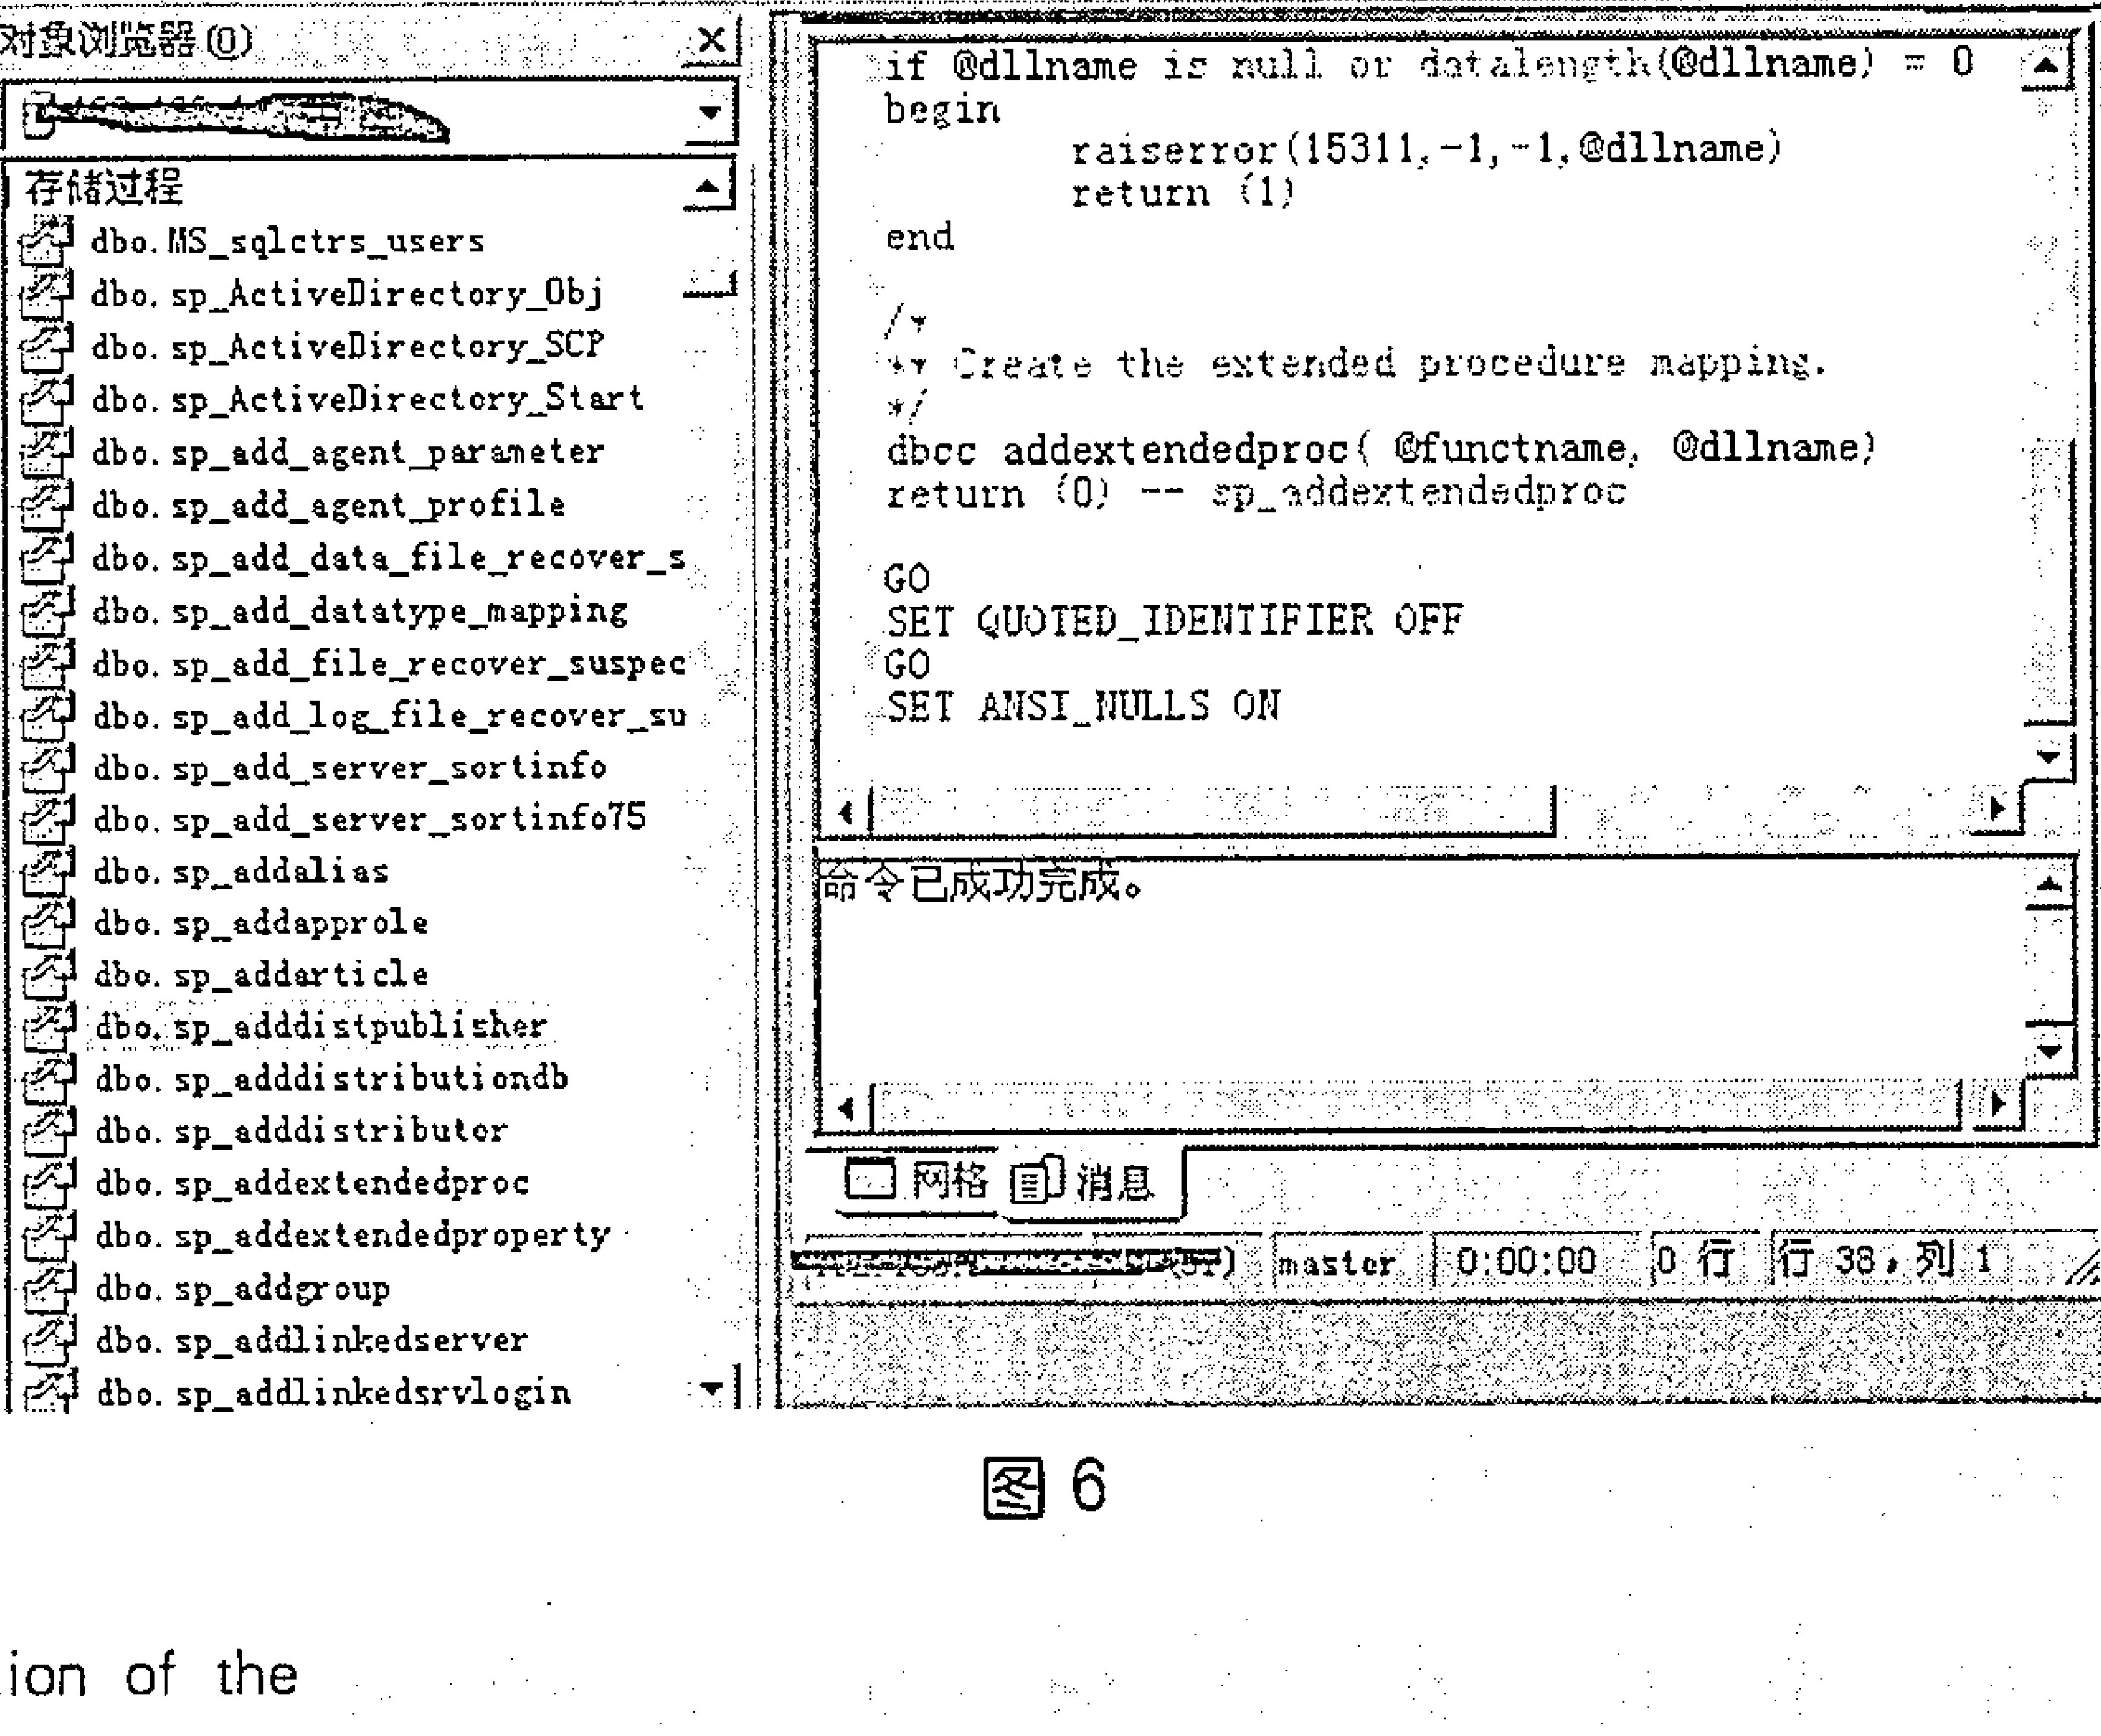 对象浏览器(O)
存储过程
dbo.MS_sqlctrs_users
dbo.sp_ActiveDirectory_Obj
dbo.sp_ActiveDirectory_SCP
dbo.sp_ActiveDirectory_Start
dbo.sp_add_agent_parameter
dbo.sp_add_agent_profile
dbo.sp_add_data_file_recover_s
dbo.sp_add_datatype_mapping
dbo.sp_add_file_recover_suspec
dbo.sp_add_log_file_recover_su
dbo.sp_add_server_sortinfo
dbo.sp_add_server_sortinfo75
dbo.sp_addalias
dbo.sp_addapprole
dbo.sp_addarticle
dbo.sp_adddistpublisher
dbo.sp_adddistributiondb
dbo.sp_adddistributor
dbo.sp_addextendedproc
dbo.sp_addextendedproperty
dbo.sp_addgroup
dbo.sp_addlinkedserver
dbo.sp_addlinkedsrvlogin
if @dllname is null or datalength(@dllname) = 0
begin
raiserror(15311,-1,-1,@dllname)
return (1)
end
/*
** Create the extended procedure mapping.
*/
dbcc addextendedproc( @functname, @dllname)
return (0) -- sp_addextendedproc
GO
SET QUOTED_IDENTIFIER OFF
GO
SET ANSI_NULLS ON
命令已成功完成。
网格 消息
master 0:00:00 0 行 行 38, 列 1
图 6
ion of the